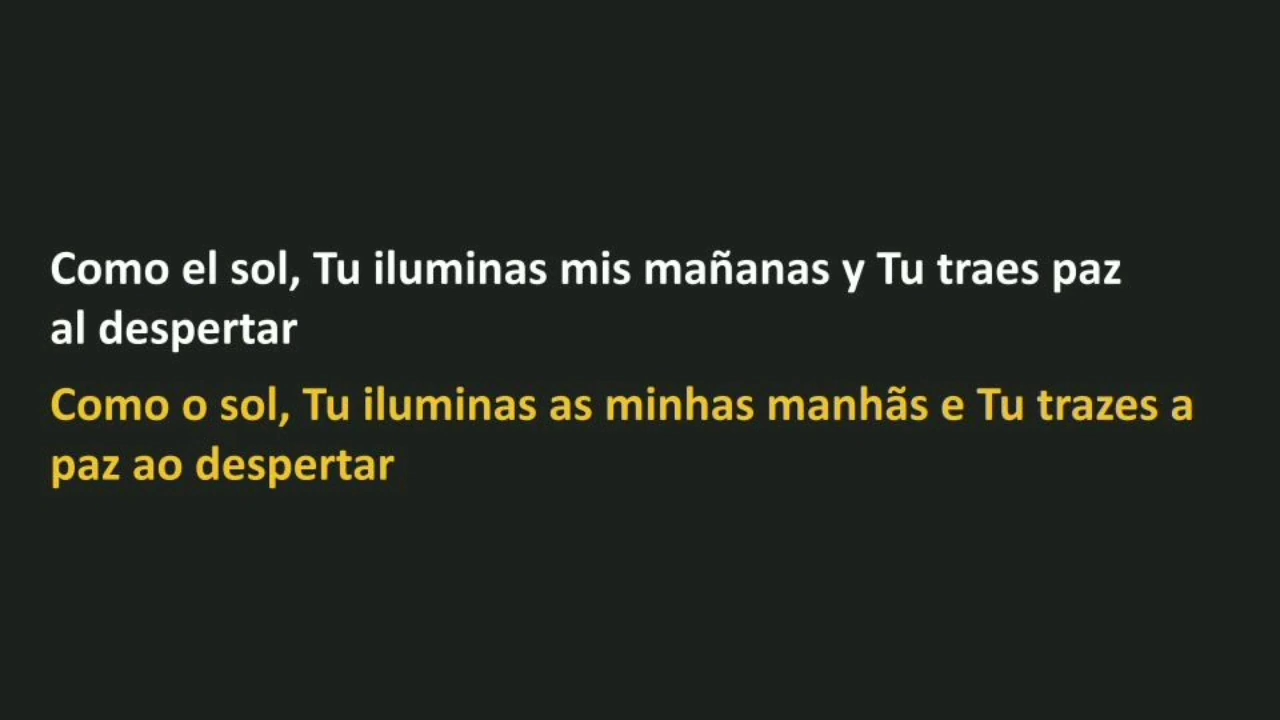 Como el sol, Tu iluminas mis mañanas y Tu traes paz
al despertar
Como o sol, Tu iluminas as minhas manhãs e Tu trazes a
paz ao despertar